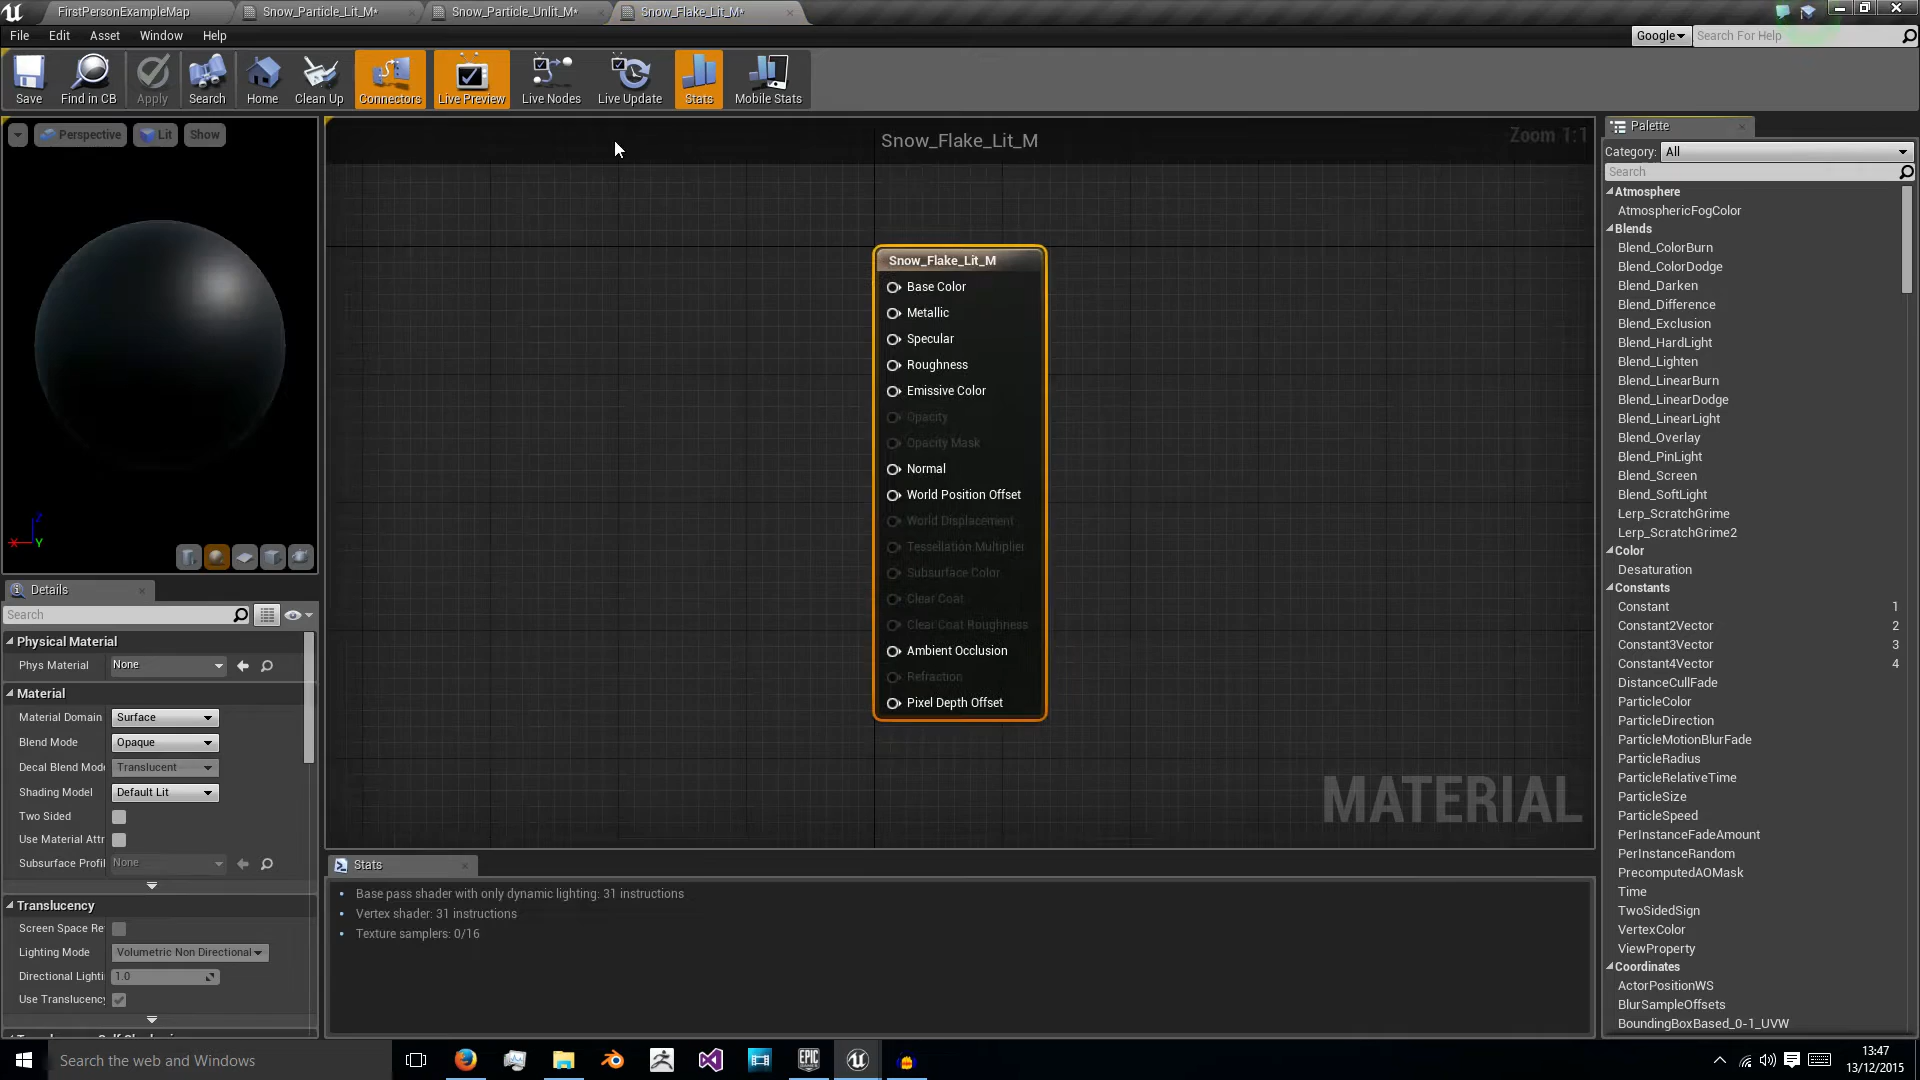 FirstPersonExampleMap
Snow_Particle_Lit_M*
Snow_Particle_Unlit_M*
Snow_Flake_Lit_M*
File Edit Asset Window Help
Google
Search For Help
Save
Find in CB
Apply
Search
Home
Clean Up
Connectors
Live Preview
Live Nodes
Live Update
Stats
Mobile Stats
Perspective
Lit
Show
Snow_Flake_Lit_M
Zoom 1:1
Snow_Flake_Lit_M
Base Color
Metallic
Specular
Roughness
Emissive Color
Opacity
Opacity Mask
Normal
World Position Offset
World Displacement
Tessellation Multiplier
Subsurface Color
Clear Coat
Clear Coat Roughness
Ambient Occlusion
Refraction
Pixel Depth Offset
MATERIAL
X
Z
Y
Details
Search
Physical Material
Phys Material None
Material
Material Domain Surface
Blend Mode Opaque
Decal Blend Mod Translucent
Shading Model Default Lit
Two Sided
Use Material Attr
Subsurface Profil None
Translucency
Screen Space Re
Lighting Mode Volumetric Non Directional
Directional Lighti 1.0
Use Translucency
Stats
• Base pass shader with only dynamic lighting: 31 instructions
• Vertex shader: 31 instructions
• Texture samplers: 0/16
Palette
Category: All
Search
Atmosphere
AtmosphericFogColor
Blends
Blend_ColorBurn
Blend_ColorDodge
Blend_Darken
Blend_Difference
Blend_Exclusion
Blend_HardLight
Blend_Lighten
Blend_LinearBurn
Blend_LinearDodge
Blend_LinearLight
Blend_Overlay
Blend_PinLight
Blend_Screen
Blend_SoftLight
Lerp_ScratchGrime
Lerp_ScratchGrime2
Color
Desaturation
Constants
Constant 1
Constant2Vector 2
Constant3Vector 3
Constant4Vector 4
DistanceCullFade
ParticleColor
ParticleDirection
ParticleMotionBlurFade
ParticleRadius
ParticleRelativeTime
ParticleSize
ParticleSpeed
PerInstanceFadeAmount
PerInstanceRandom
PrecomputedAOMask
Time
TwoSidedSign
VertexColor
ViewProperty
Coordinates
ActorPositionWS
BlurSampleOffsets
BoundingBoxBased_0-1_UVW
Search the web and Windows
EPIC
13:47
13/12/2015